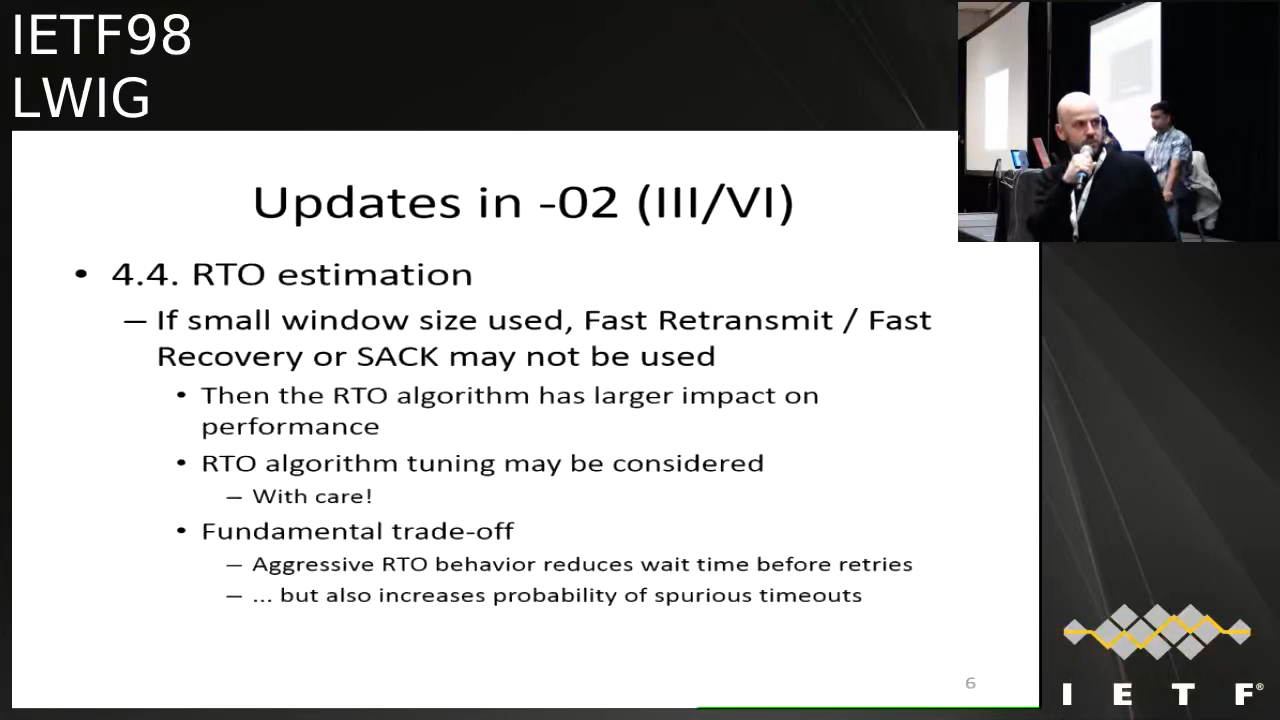 IETF98
LWIG
Updates in -02 (III/VI)
• 4.4. RTO estimation
– If small window size used, Fast Retransmit / Fast
Recovery or SACK may not be used
• Then the RTO algorithm has larger impact on
performance
• RTO algorithm tuning may be considered
– With care!
• Fundamental trade-off
– Aggressive RTO behavior reduces wait time before retries
– ... but also increases probability of spurious timeouts
6
I E T F®